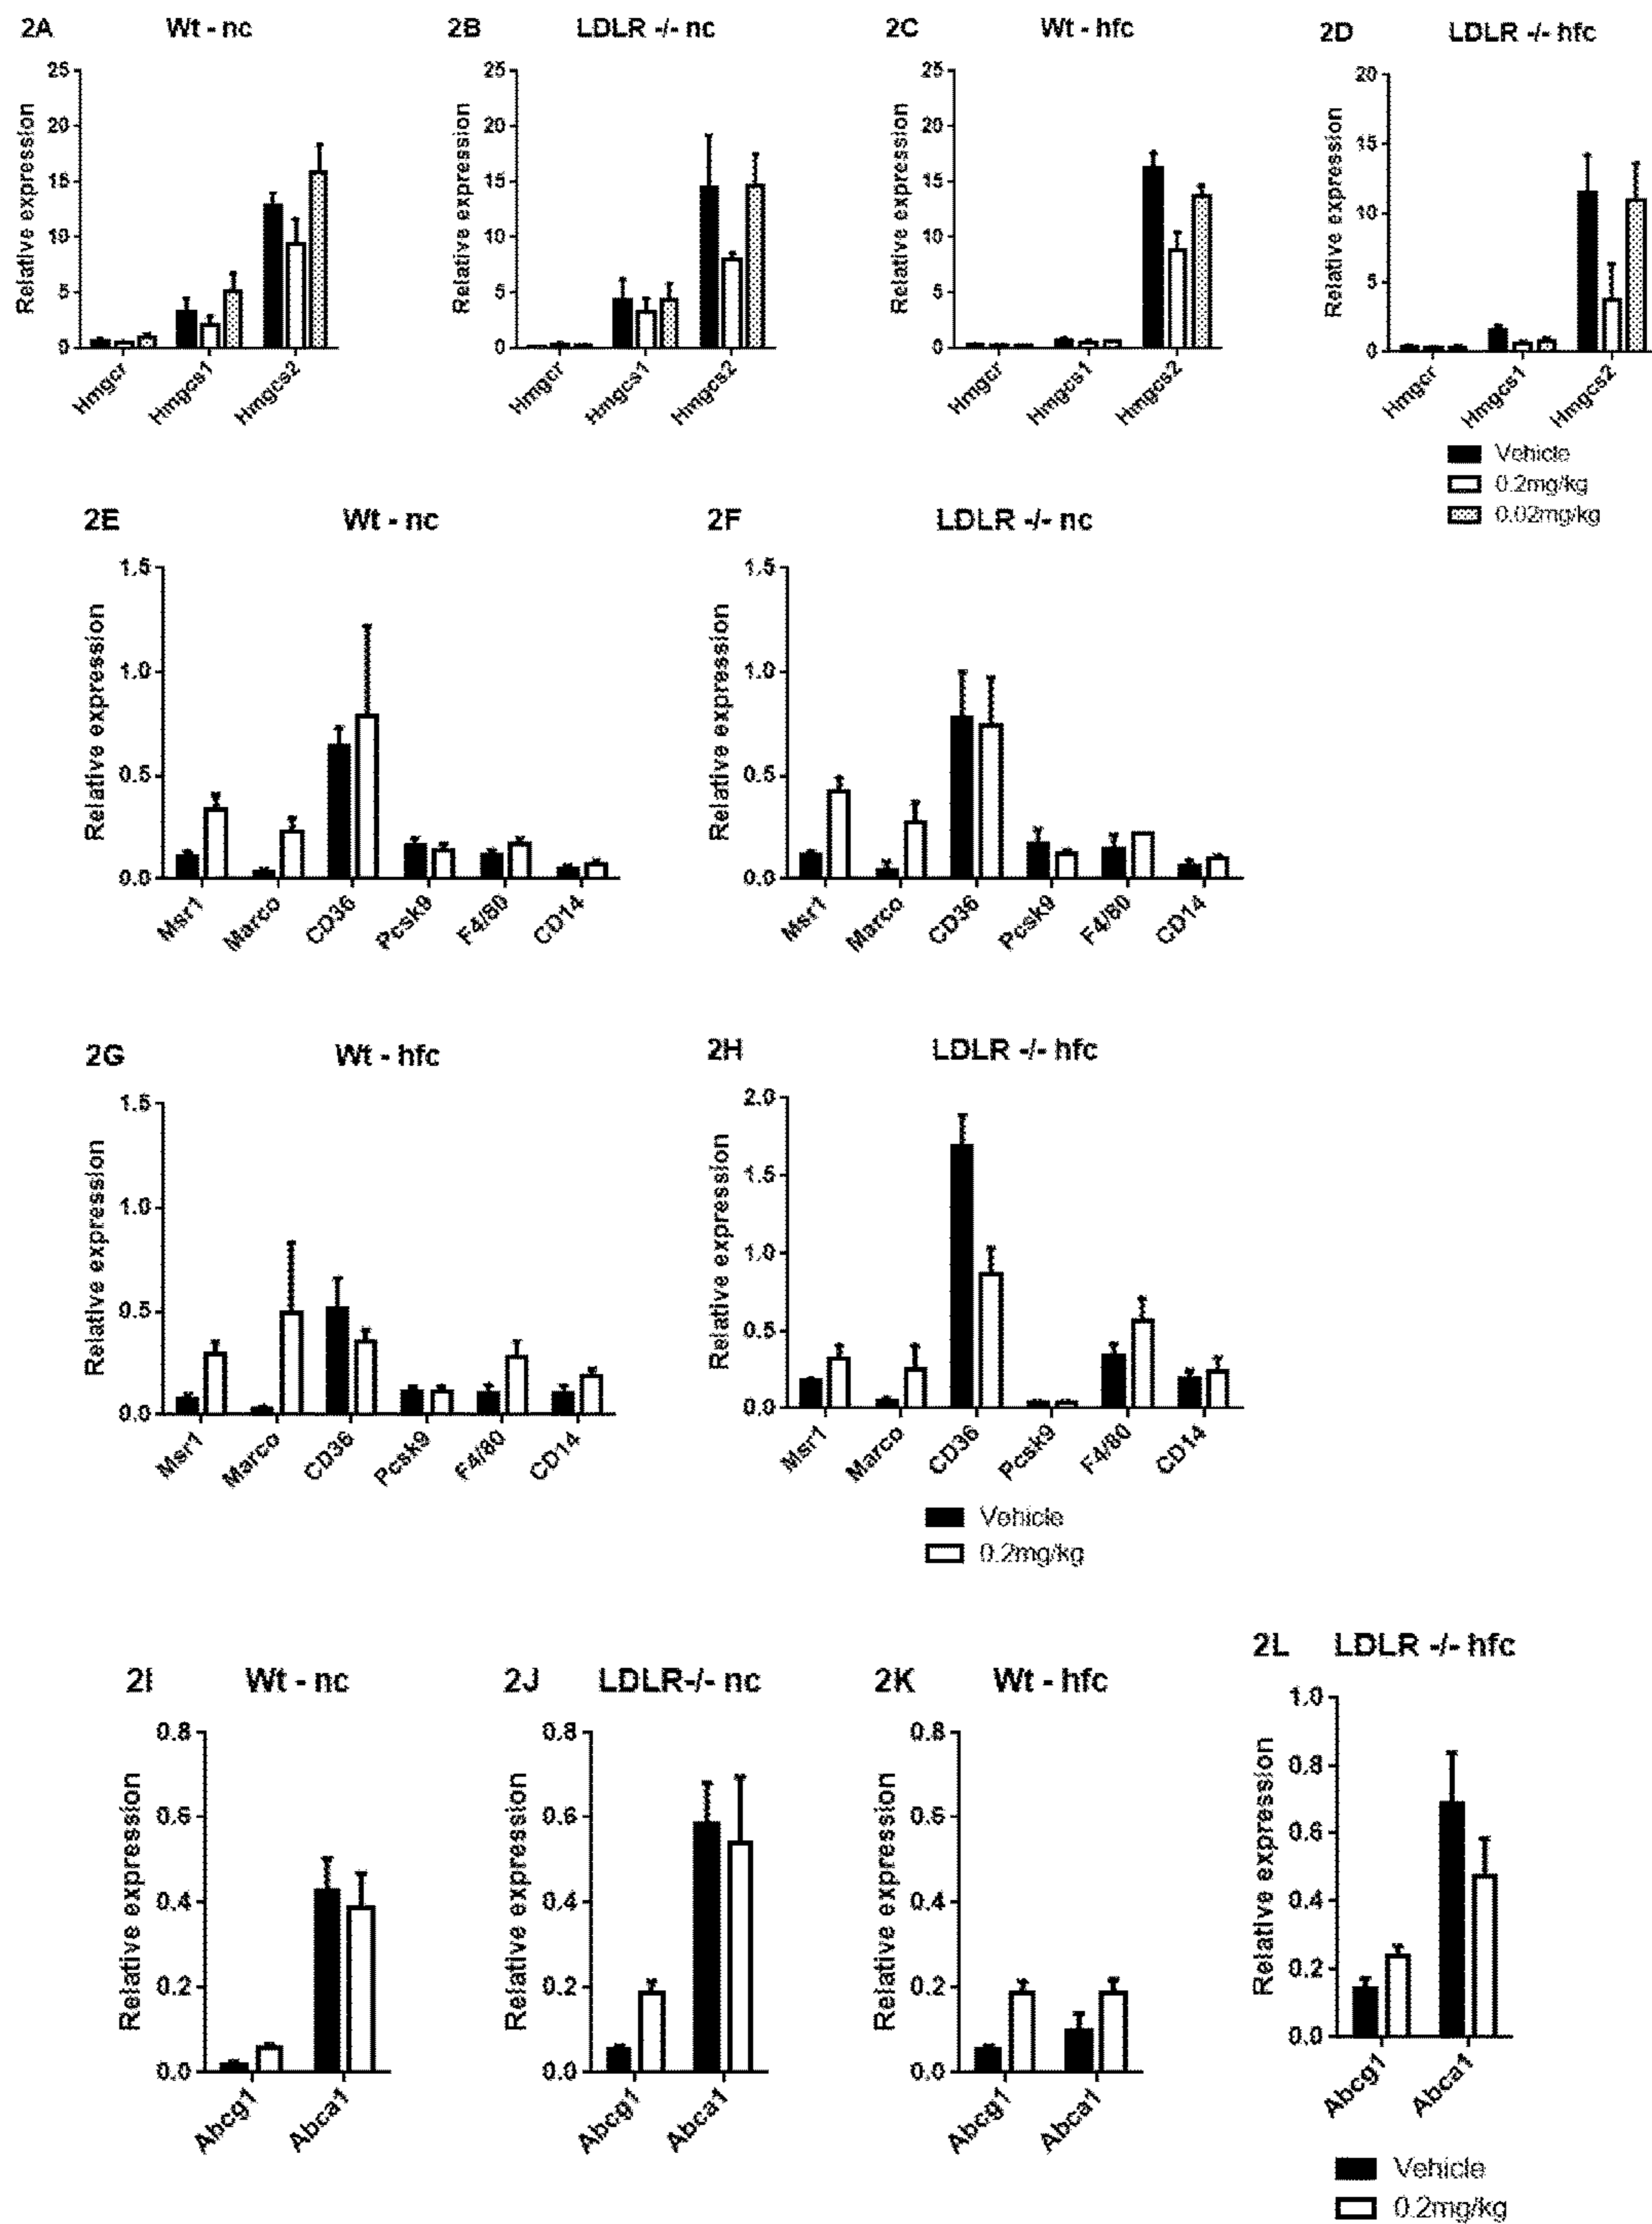 2A Wt - nc
25
20
15
10
5
0
Relative expression
Hmgcr Hmgcs1 Hmgcs2
2B LDLR -/- nc
25
20
15
10
5
0
Relative expression
Hmgcr Hmgcs1 Hmgcs2
2C Wt - hfc
25
20
15
10
5
0
Relative expression
Hmgcr Hmgcs1 Hmgcs2
2D LDLR -/- hfc
20
15
10
5
0
Relative expression
Hmgcr Hmgcs1 Hmgcs2
Vehicle
0.2mg/kg
0.02mg/kg
2E Wt - nc
1.5
1.0
0.5
0.0
Relative expression
Msr1 Marco CD36 Pcsk9 F4/80 CD14
2F LDLR -/- nc
1.5
1.0
0.5
0.0
Relative expression
Msr1 Marco CD36 Pcsk9 F4/80 CD14
2G Wt - hfc
1.5
1.0
0.5
0.0
Relative expression
Msr1 Marco CD36 Pcsk9 F4/80 CD14
2H LDLR -/- hfc
2.0
1.5
1.0
0.5
0.0
Relative expression
Msr1 Marco CD36 Pcsk9 F4/80 CD14
Vehicle
0.2mg/kg
2I Wt - nc
0.8
0.6
0.4
0.2
0.0
Relative expression
Abcg1 Abca1
2J LDLR-/- nc
0.8
0.6
0.4
0.2
0.0
Relative expression
Abcg1 Abca1
2K Wt - hfc
0.8
0.6
0.4
0.2
0.0
Relative expression
Abcg1 Abca1
2L LDLR -/- hfc
1.0
0.8
0.6
0.4
0.2
0.0
Relative expression
Abcg1 Abca1
Vehicle
0.2mg/kg